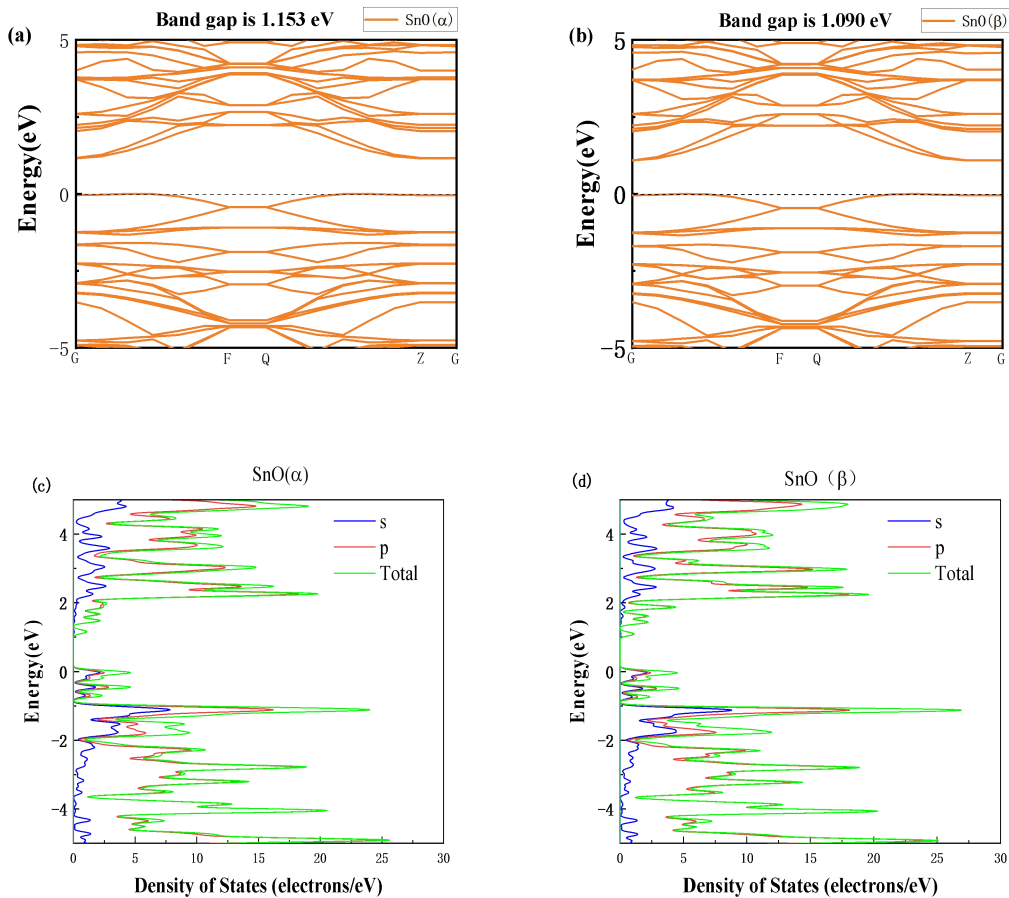 (a)
Band gap is 1.153 eV
SnO(α)
5
0
-5
Energy(eV)
G F Q Z G
(b)
Band gap is 1.090 eV
SnO(β)
5
0
-5
Energy(eV)
G F Q Z G
(c)
SnO(α)
s
p
Total
4
2
0
-2
-4
Energy(eV)
0 5 10 15 20 25 30
Density of States (electrons/eV)
(d)
SnO (β)
s
p
Total
4
2
0
-2
-4
Energy(eV)
0 5 10 15 20 25 30
Density of States (electrons/eV)